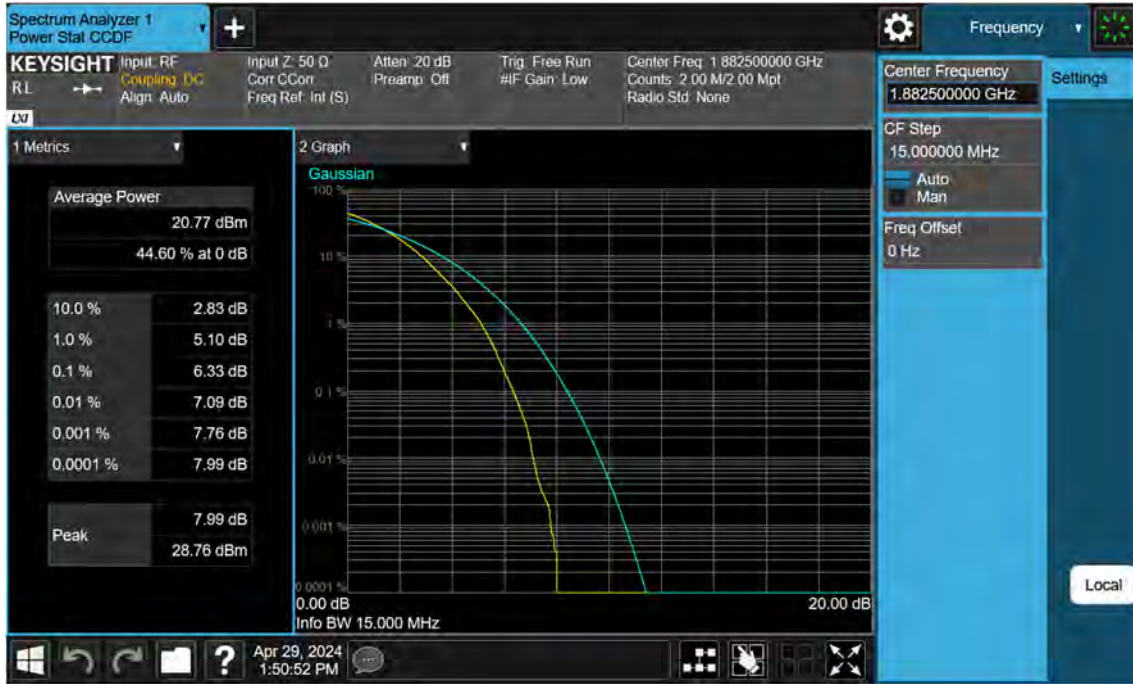 Spectrum Analyzer 1
Power Stat CCDF
Frequency
KEYSIGHT
RL
LXI
Input: RF
Coupling: DC
Align: Auto
Input Z: 50 Ω
Corr CCorr
Freq Ref: Int (S)
Atten: 20 dB
Preamp: Off
Trig: Free Run
#IF Gain: Low
Center Freq: 1.882500000 GHz
Counts: 2.00 M/2.00 Mpt
Radio Std: None
Center Frequency
1.882500000 GHz
Settings
CF Step
15.000000 MHz
Auto
Man
Freq Offset
0 Hz
Local
1 Metrics
Average Power
20.77 dBm
44.60 % at 0 dB
10.0 % 2.83 dB
1.0 % 5.10 dB
0.1 % 6.33 dB
0.01 % 7.09 dB
0.001 % 7.76 dB
0.0001 % 7.99 dB
Peak
7.99 dB
28.76 dBm
2 Graph
Gaussian
100 %
10 %
1 %
0.1 %
0.01 %
0.001 %
0.0001 %
0.00 dB 20.00 dB
Info BW 15.000 MHz
?
Apr 29, 2024
1:50:52 PM